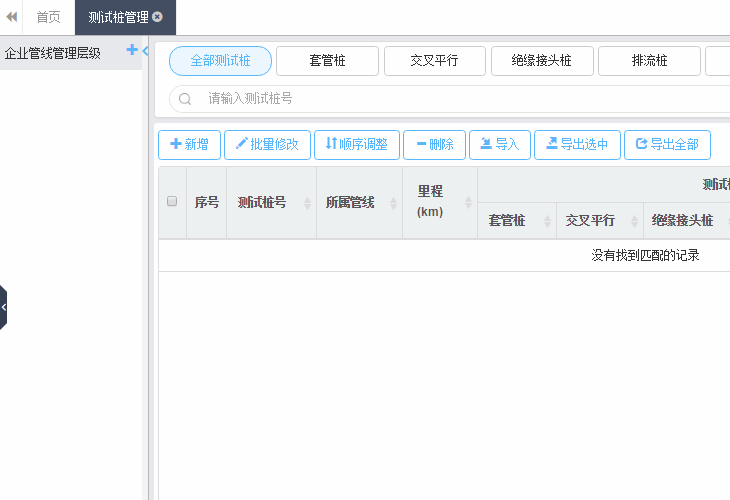 首页 测试桩管理
企业管线管理层级
全部测试桩 套管桩 交叉平行 绝缘接头桩 排流桩
请输入测试桩号
新增 批量修改 顺序调整 删除 导入 导出选中 导出全部
测试桩
序号 测试桩号 所属管线 里程
(km)
套管桩 交叉平行 绝缘接头桩
没有找到匹配的记录